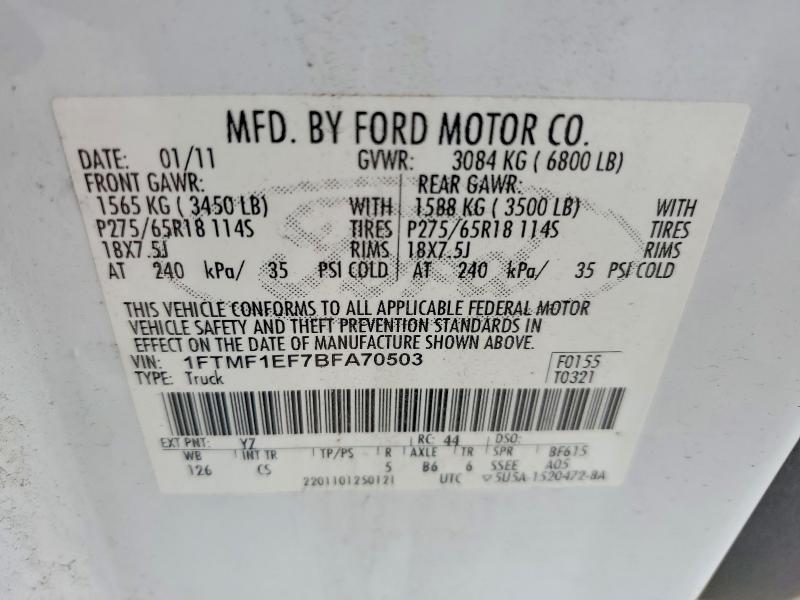 MFD. BY FORD MOTOR CO.
DATE: 01/11 GVWR: 3084 KG ( 6800 LB)
FRONT GAWR: REAR GAWR:
1565 KG ( 3450 LB) WITH 1588 KG ( 3500 LB) WITH
P275/65R18 114S TIRES P275/65R18 114S TIRES
18X7.5J RIMS 18X7.5J RIMS
AT 240 kPa/ 35 PSI COLD AT 240 kPa/ 35 PSI COLD
THIS VEHICLE CONFORMS TO ALL APPLICABLE FEDERAL MOTOR
VEHICLE SAFETY AND THEFT PREVENTION STANDARDS IN
EFFECT ON THE DATE OF MANUFACTURE SHOWN ABOVE.
VIN: 1FTMF1EF7BFA70503 F0155
TYPE: Truck T0321
EXT PNT: YZ RC: 44 DSO:
WB INT TR TP/PS R AXLE TR SPR BF615
126 CS 5 B6 6 SSEE A05
2201101250121 UTC 5U5A-1520472-BA